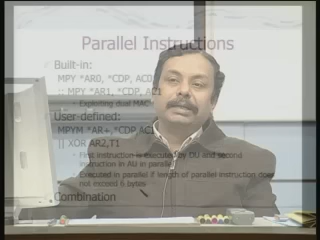 Parallel Instructions
Built-in:
MPY *AR0, *CDP, AC0
:: MPY *AR1, *CDP, AC1
- Exploiting dual MAC
User-defined:
MPYM *AR+,*CDP,AC1
|| XOR AR2,T1
- First instruction is executed by DU and second
instruction in AU in parallel
- Executed in parallel if length of parallel instruction does
not exceed 6 bytes
Combination